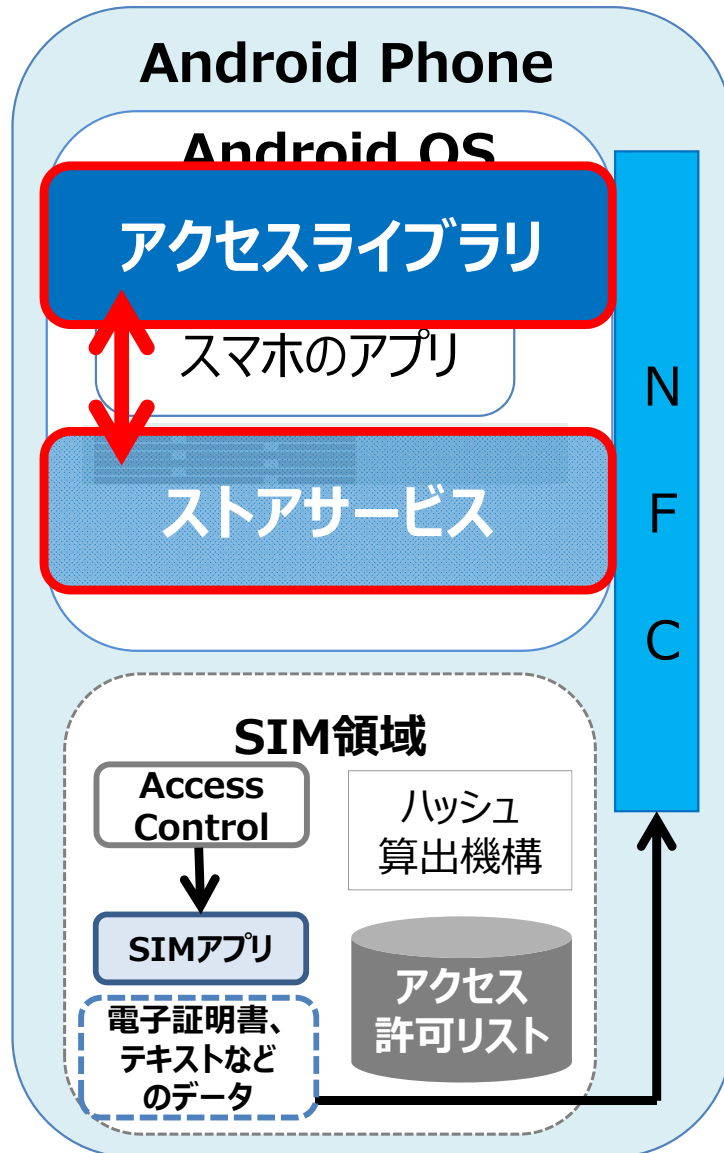 Android Phone
Android OS
アクセスライブラリ
スマホのアプリ
ストアサービス
N
F
C
SIM領域
Access
Control
ハッシュ
算出機構
SIMアプリ
アクセス
許可リスト
電子証明書、
テキストなど
のデータ